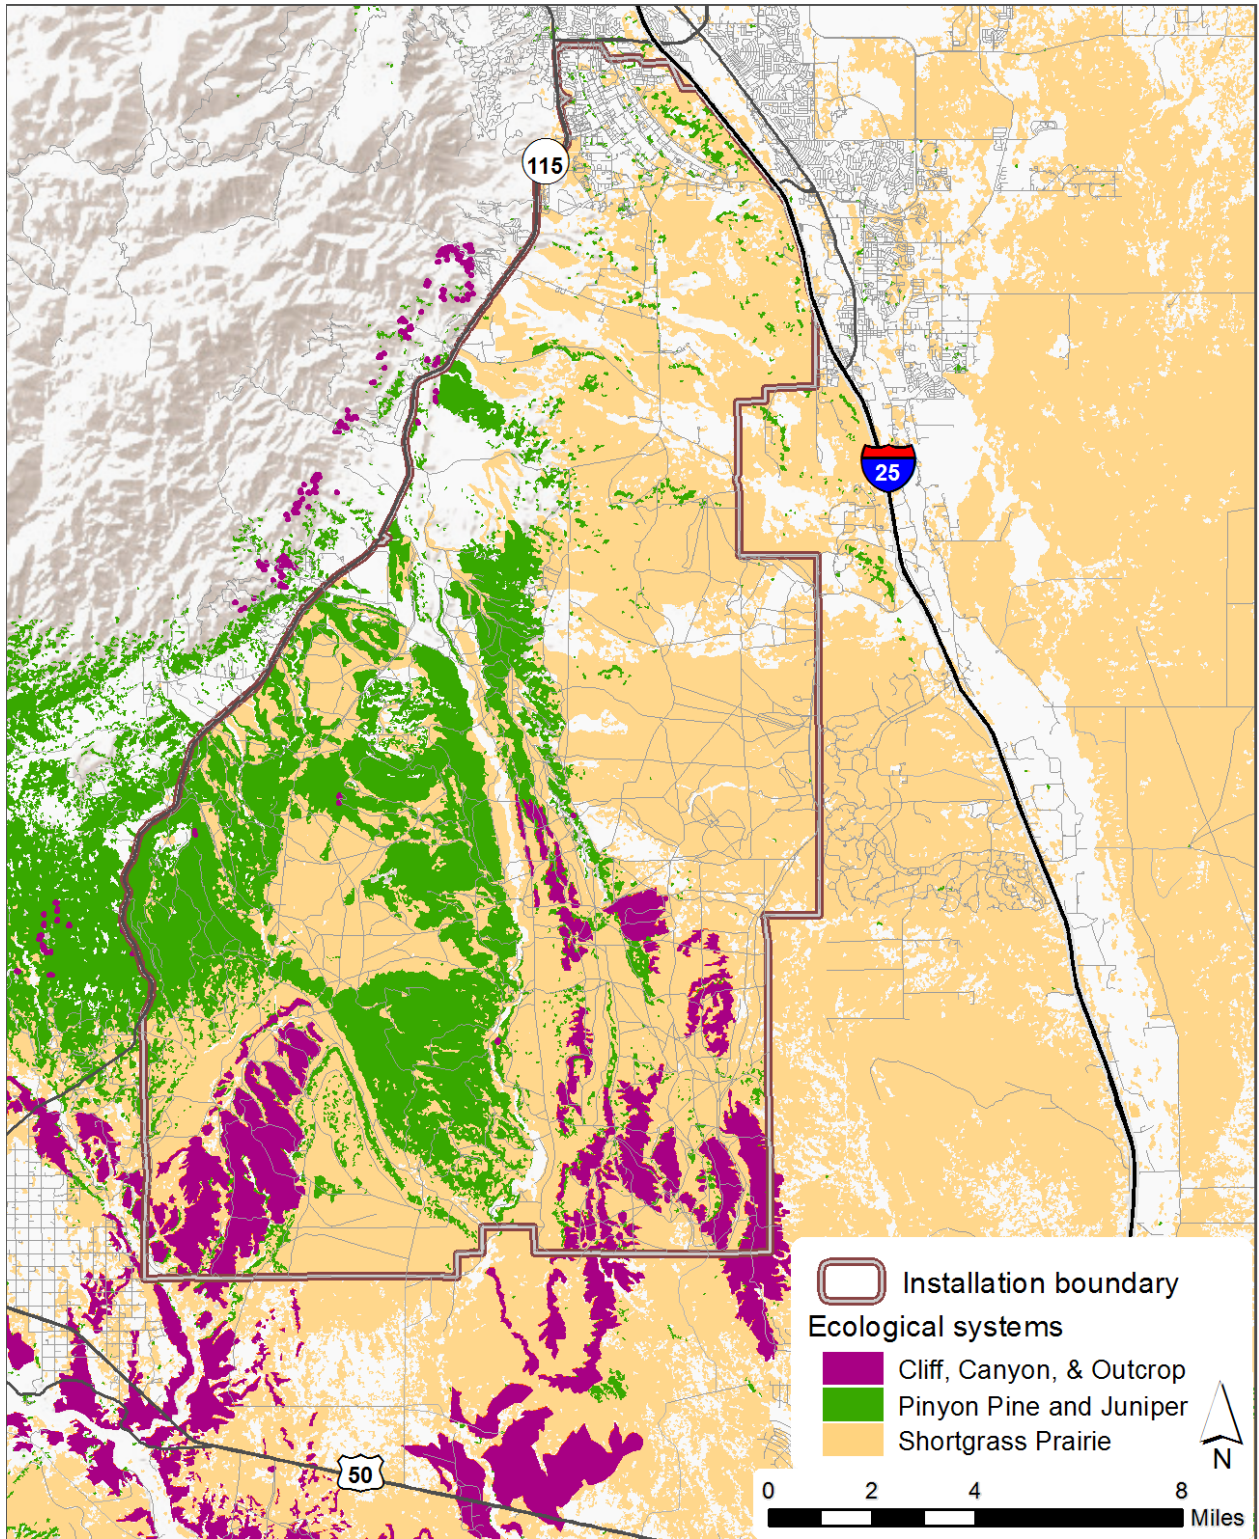 115
25
50
Installation boundary
Ecological systems
Cliff, Canyon, & Outcrop
Pinyon Pine and Juniper
Shortgrass Prairie
N
0 2 4 8
Miles